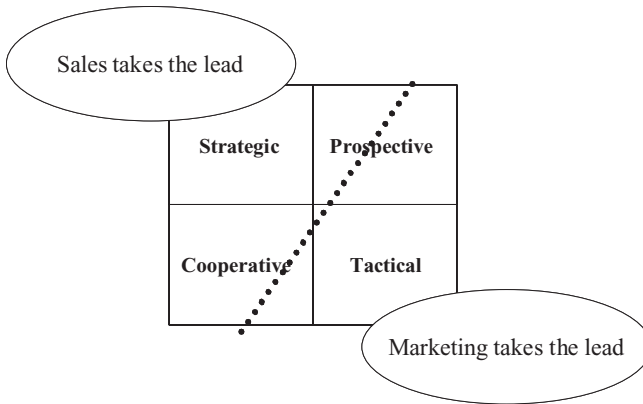 Sales takes the lead
Strategic
Prospective
Cooperative
Tactical
Marketing takes the lead